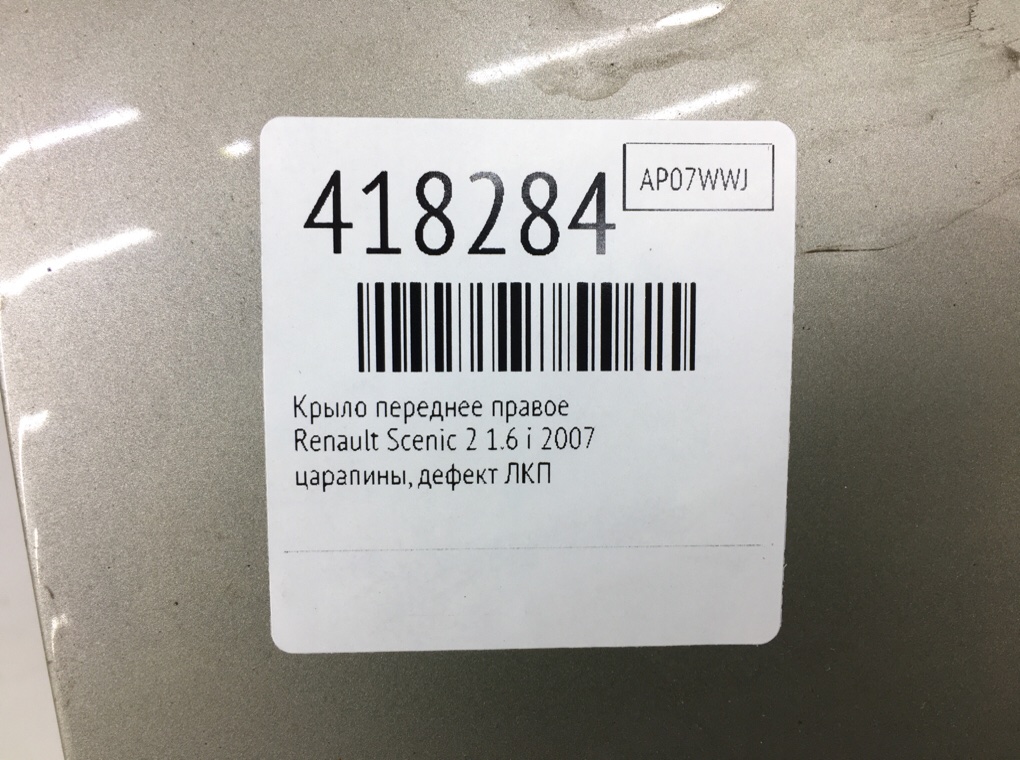 418284
AP07WWJ
Крыло переднее правое
Renault Scenic 2 1.6 i 2007
царапины, дефект ЛКП